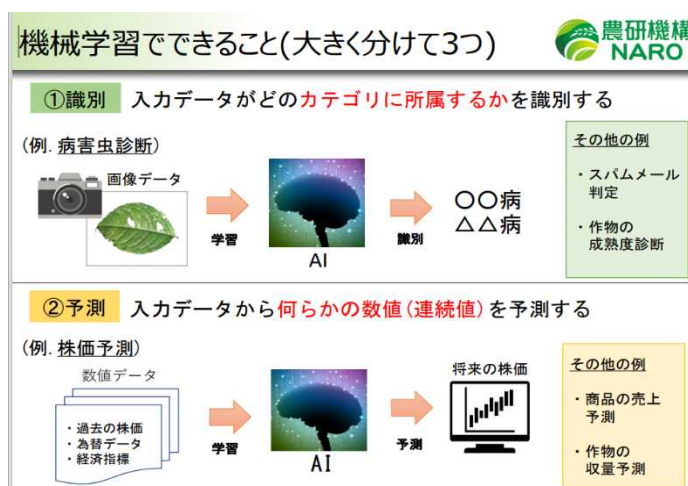 機械学習でできること(大きく分けて3つ)
農研機構
NARO
①識別 入力データがどのカテゴリに所属するかを識別する
(例. 病害虫診断)
画像データ
学習
AI
識別
○○病
△△病
その他の例
・スパムメール
判定
・作物の
成熟度診断
②予測 入力データから何らかの数値(連続値)を予測する
(例. 株価予測)
数値データ
・過去の株価
・為替データ
・経済指標
学習
AI
予測
将来の株価
その他の例
・商品の売上
予測
・作物の
収量予測